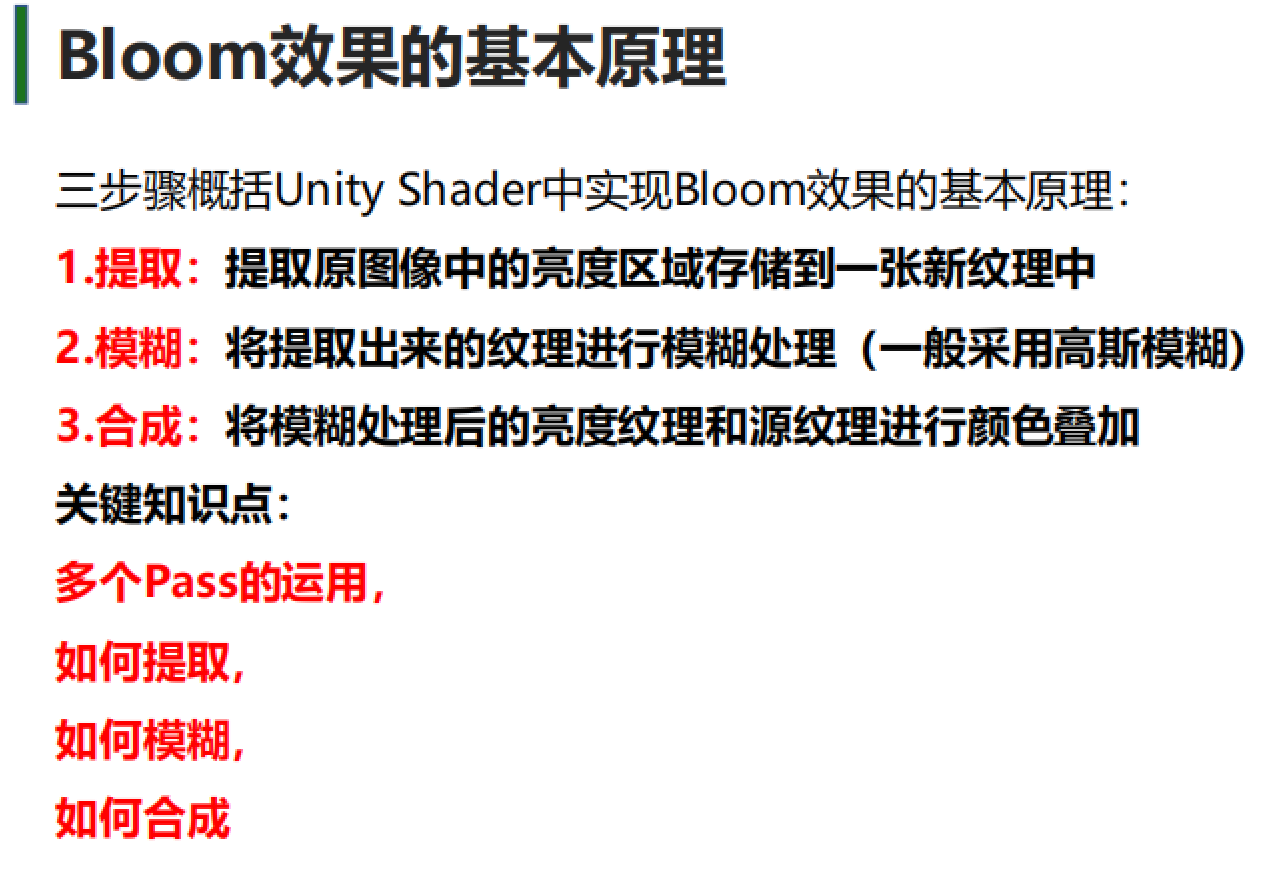 Bloom效果的基本原理
三步骤概括Unity Shader中实现Bloom效果的基本原理：
1.提取：提取原图像中的亮度区域存储到一张新纹理中
2.模糊：将提取出来的纹理进行模糊处理（一般采用高斯模糊）
3.合成：将模糊处理后的亮度纹理和源纹理进行颜色叠加
关键知识点：
多个Pass的运用，
如何提取，
如何模糊，
如何合成